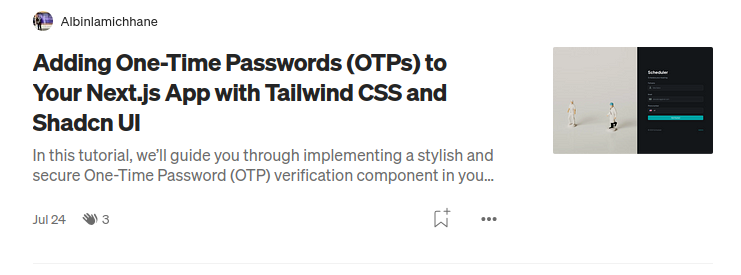 Albinlamichhane
Adding One-Time Passwords (OTPs) to
Your Next.js App with Tailwind CSS and
Shadcn UI
In this tutorial, we’ll guide you through implementing a stylish and
secure One-Time Password (OTP) verification component in you...
Jul 24 3
Scheduler